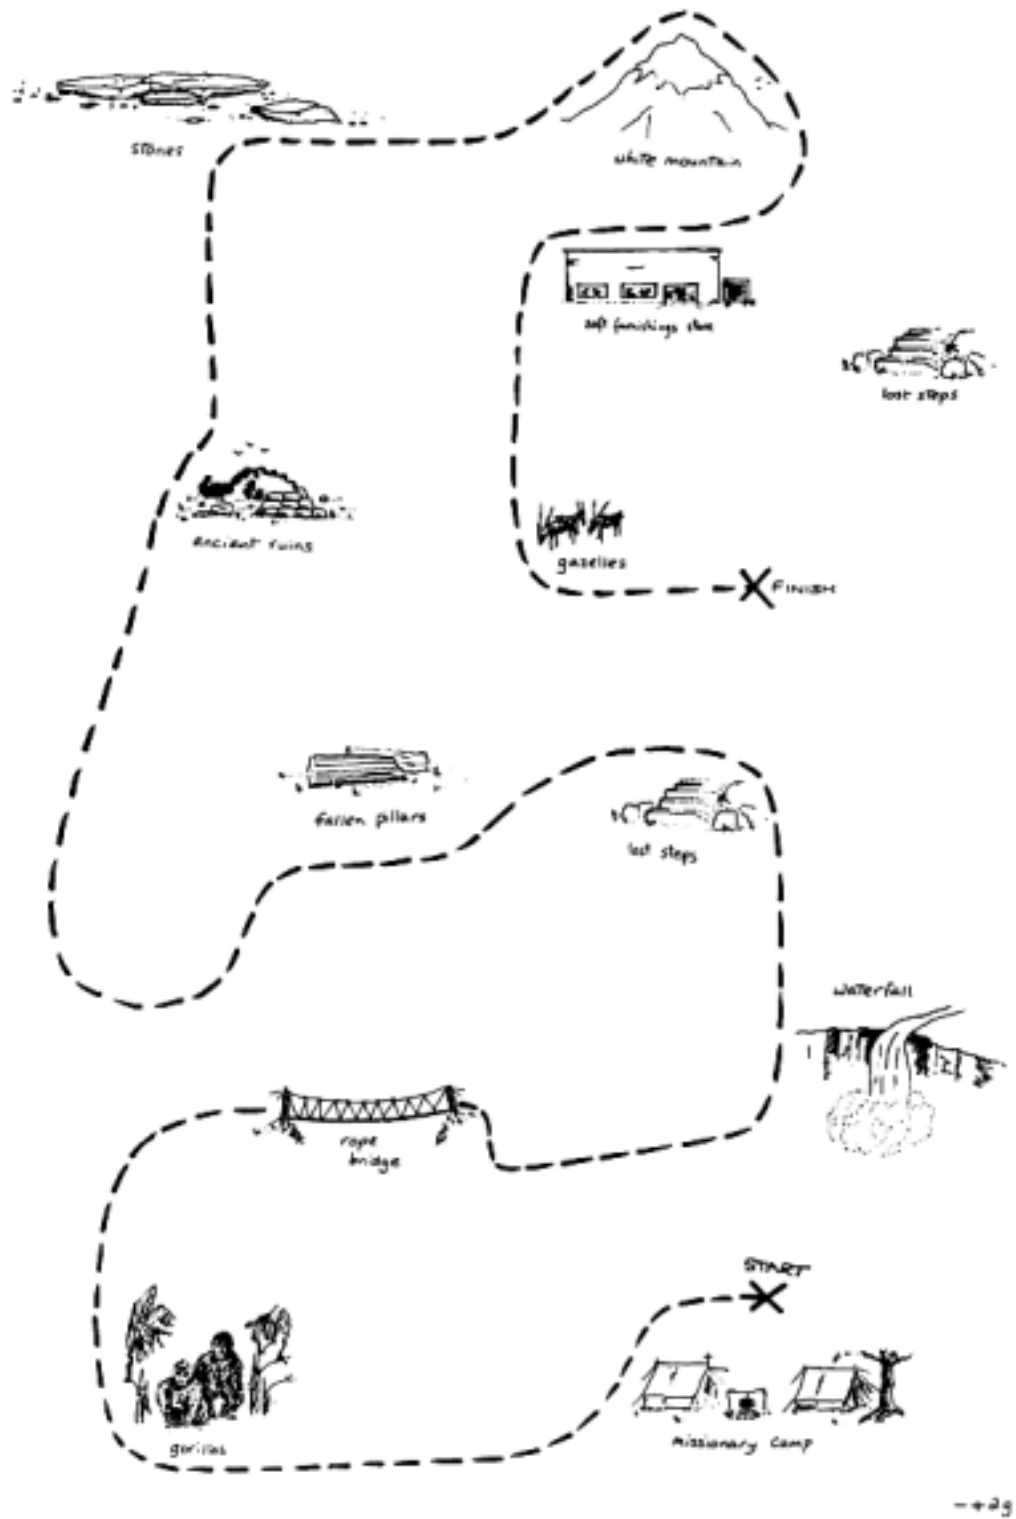 stones
white mountain
soft furnishings store
lost steps
ancient ruins
gazelles
FINISH
fallen pillars
lost steps
waterfall
rope
bridge
START
gorillas
missionary camp